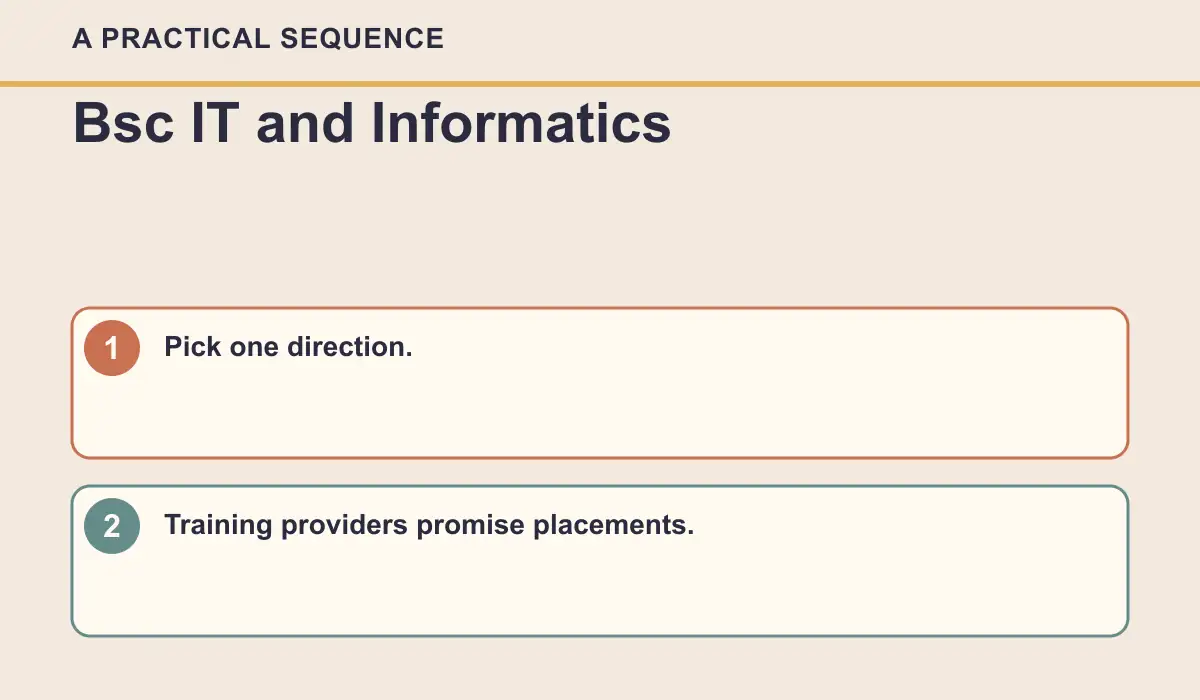 A PRACTICAL SEQUENCE
Bsc IT and Informatics
1
Pick one direction.
2
Training providers promise placements.